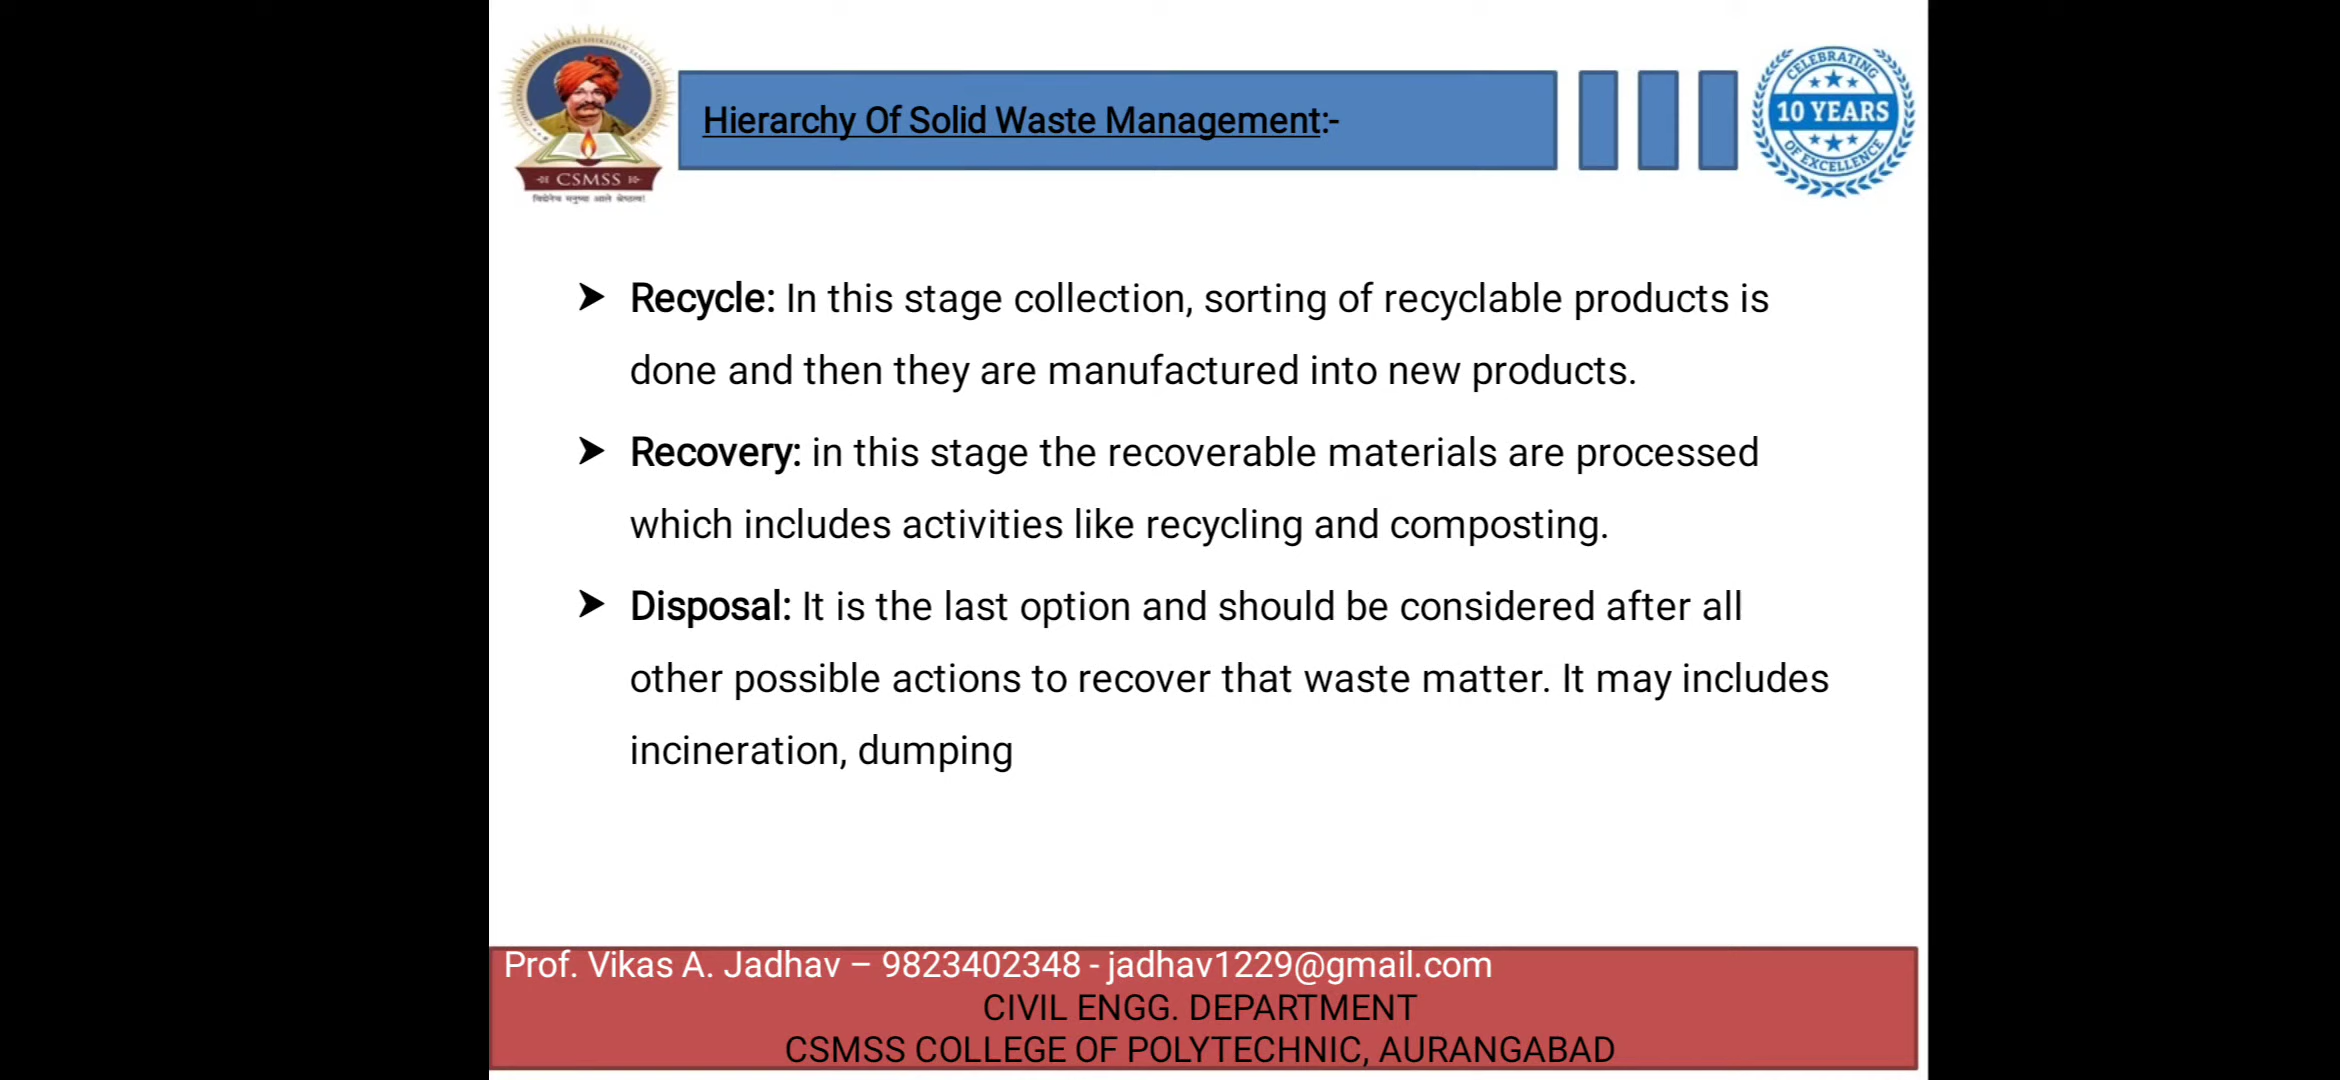 CSMSS
Hierarchy Of Solid Waste Management:-
CELEBRATING
10 YEARS
OF EXCELLENCE
➤ Recycle: In this stage collection, sorting of recyclable products is
done and then they are manufactured into new products.
➤ Recovery: in this stage the recoverable materials are processed
which includes activities like recycling and composting.
➤ Disposal: It is the last option and should be considered after all
other possible actions to recover that waste matter. It may includes
incineration, dumping
Prof. Vikas A. Jadhav – 9823402348 - jadhav1229@gmail.com
CIVIL ENGG. DEPARTMENT
CSMSS COLLEGE OF POLYTECHNIC, AURANGABAD